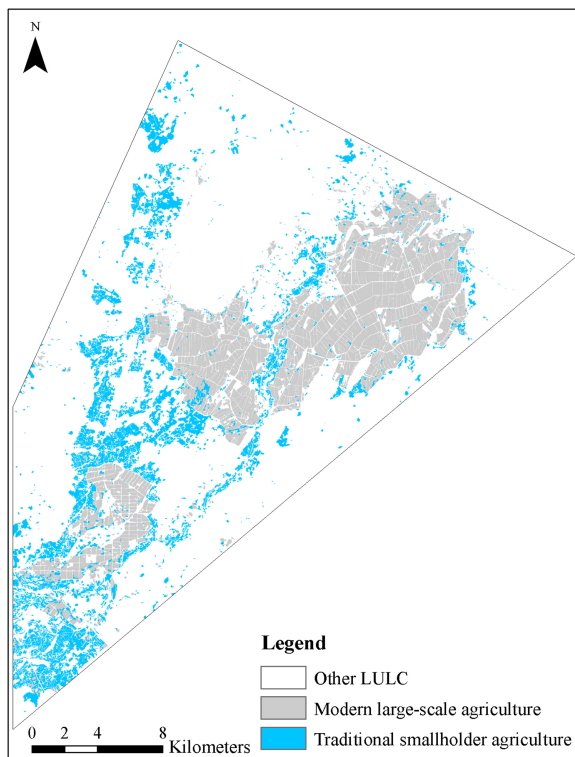 N
Legend
Other LULC
Modern large-scale agriculture
Traditional smallholder agriculture
0 2 4 8
Kilometers